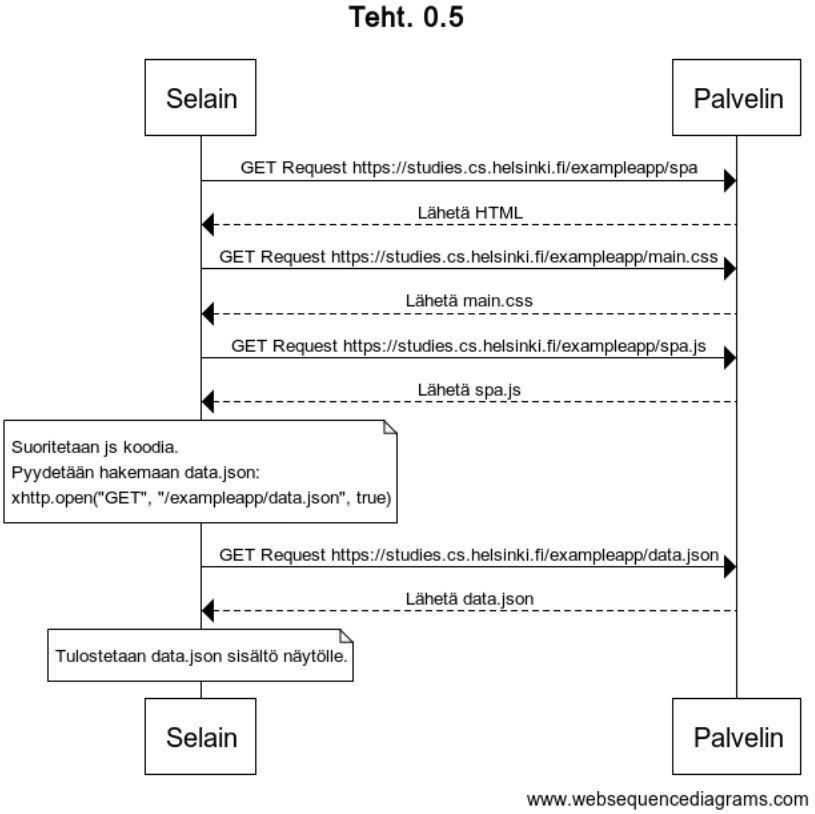 Teht. 0.5
Selain
Palvelin
GET Request https://studies.cs.helsinki.fi/exampleapp/spa
Lähetä HTML
GET Request https://studies.cs.helsinki.fi/exampleapp/main.css
Lähetä main.css
GET Request https://studies.cs.helsinki.fi/exampleapp/spa.js
Lähetä spa.js
Suoritetaan js koodia.
Pyydetään hakemaan data.json:
xhttp.open("GET", "/exampleapp/data.json", true)
GET Request https://studies.cs.helsinki.fi/exampleapp/data.json
Lähetä data.json
Tulostetaan data.json sisältö näytölle.
Selain
Palvelin
www.websequencediagrams.com